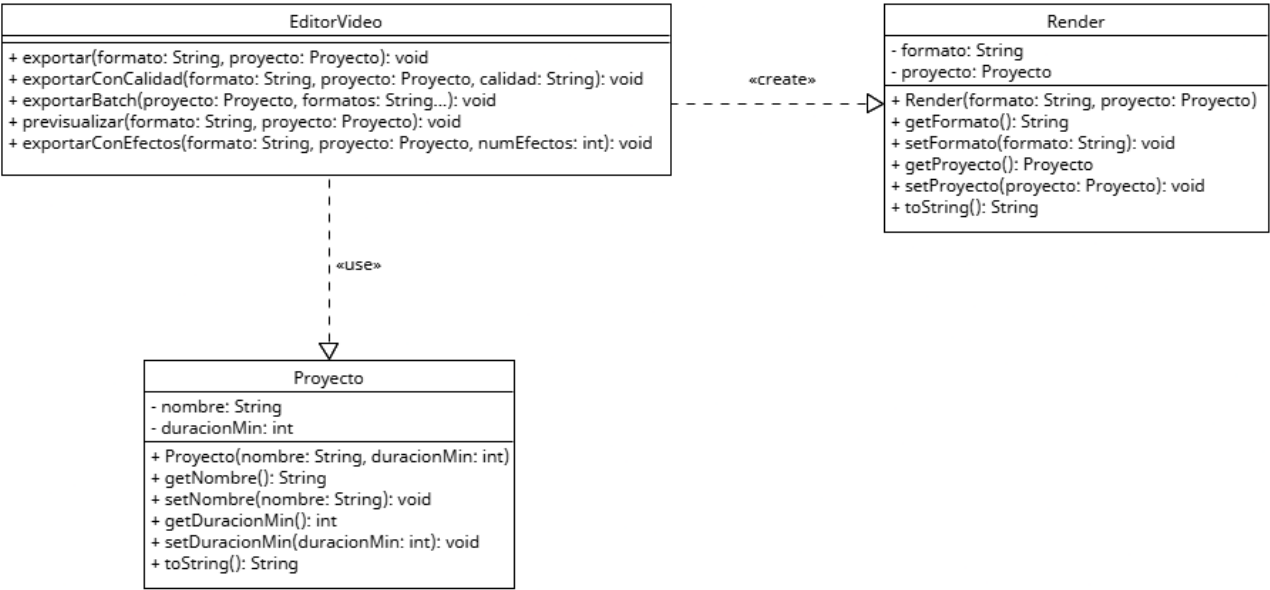 EditorVideo
+ exportar(formato: String, proyecto: Proyecto): void
+ exportarConCalidad(formato: String, proyecto: Proyecto, calidad: String): void
+ exportarBatch(proyecto: Proyecto, formatos: String...): void
+ previsualizar(formato: String, proyecto: Proyecto): void
+ exportarConEfectos(formato: String, proyecto: Proyecto, numEfectos: int): void
«create»
Render
- formato: String
- proyecto: Proyecto
+ Render(formato: String, proyecto: Proyecto)
+ getFormato(): String
+ setFormato(formato: String): void
+ getProyecto(): Proyecto
+ setProyecto(proyecto: Proyecto): void
+ toString(): String
«use»
Proyecto
- nombre: String
- duracionMin: int
+ Proyecto(nombre: String, duracionMin: int)
+ getNombre(): String
+ setNombre(nombre: String): void
+ getDuracionMin(): int
+ setDuracionMin(duracionMin: int): void
+ toString(): String